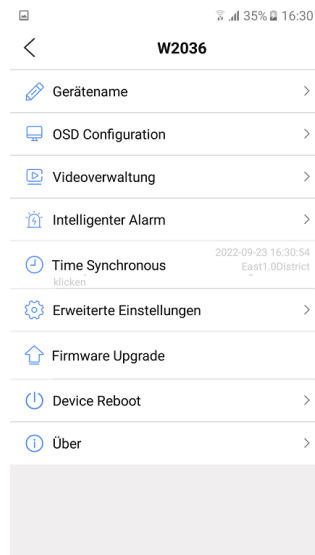 35% 16:30
W2036
Gerätename
OSD Configuration
Videoverwaltung
Intelligenter Alarm
2022-09-23 16:30:54
Time Synchronous East1.0District
klicken
Erweiterte Einstellungen
Firmware Upgrade
Device Reboot
Über